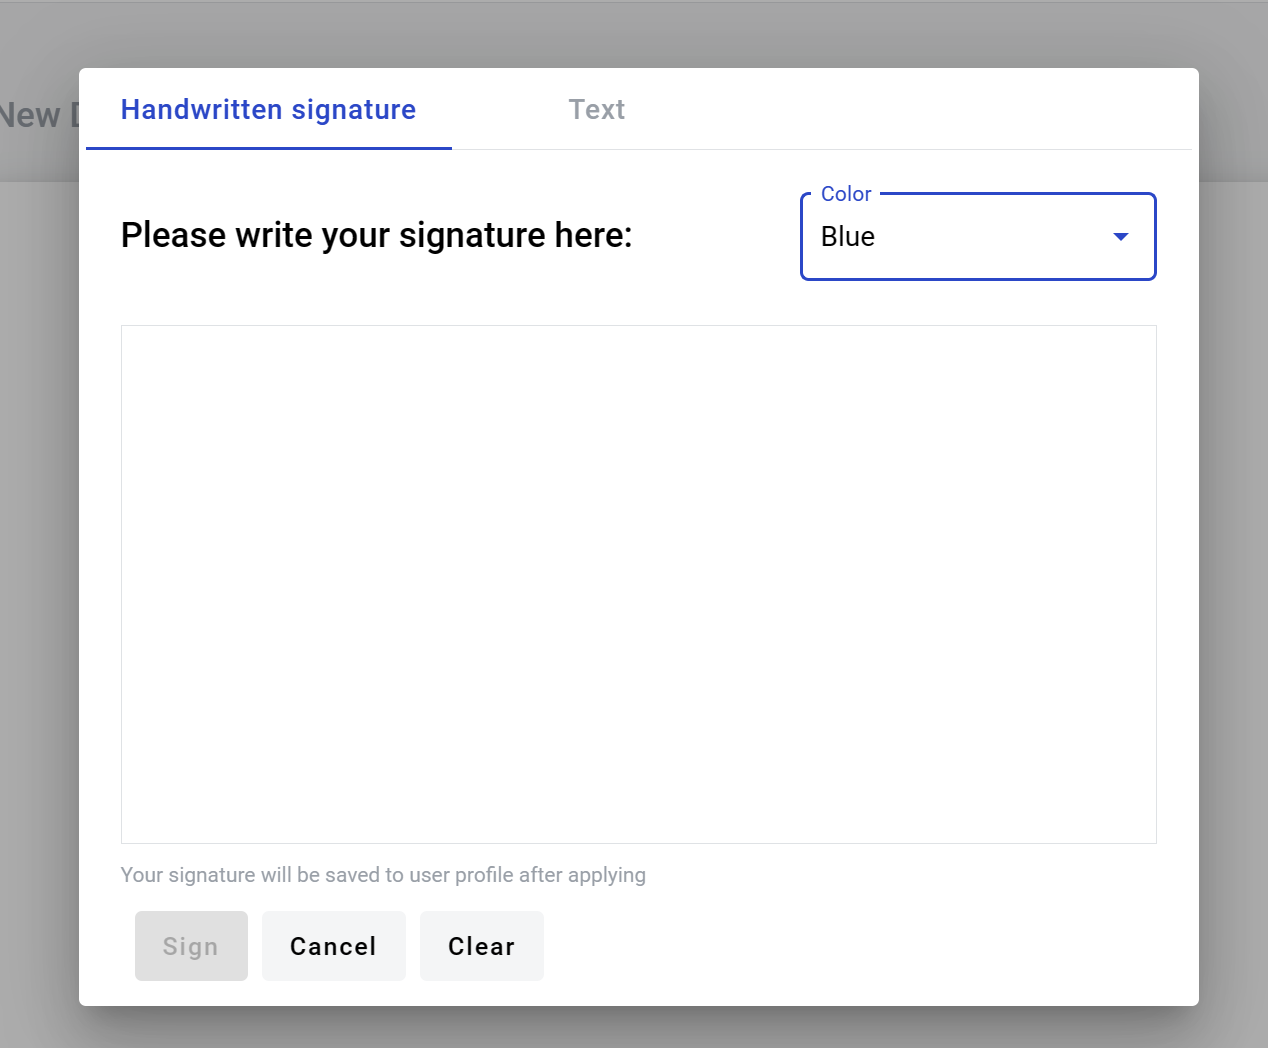 New
Handwritten signature Text
Color
Please write your signature here: Blue
Your signature will be saved to user profile after applying
Sign Cancel Clear